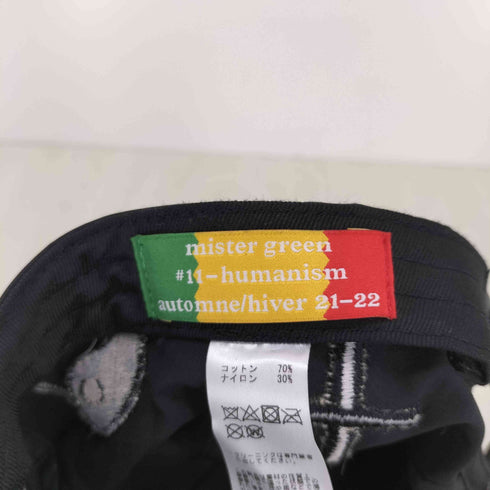 mister green
#11-humanism
automne/hiver 21-22
コットン 70%
ナイロン 30%